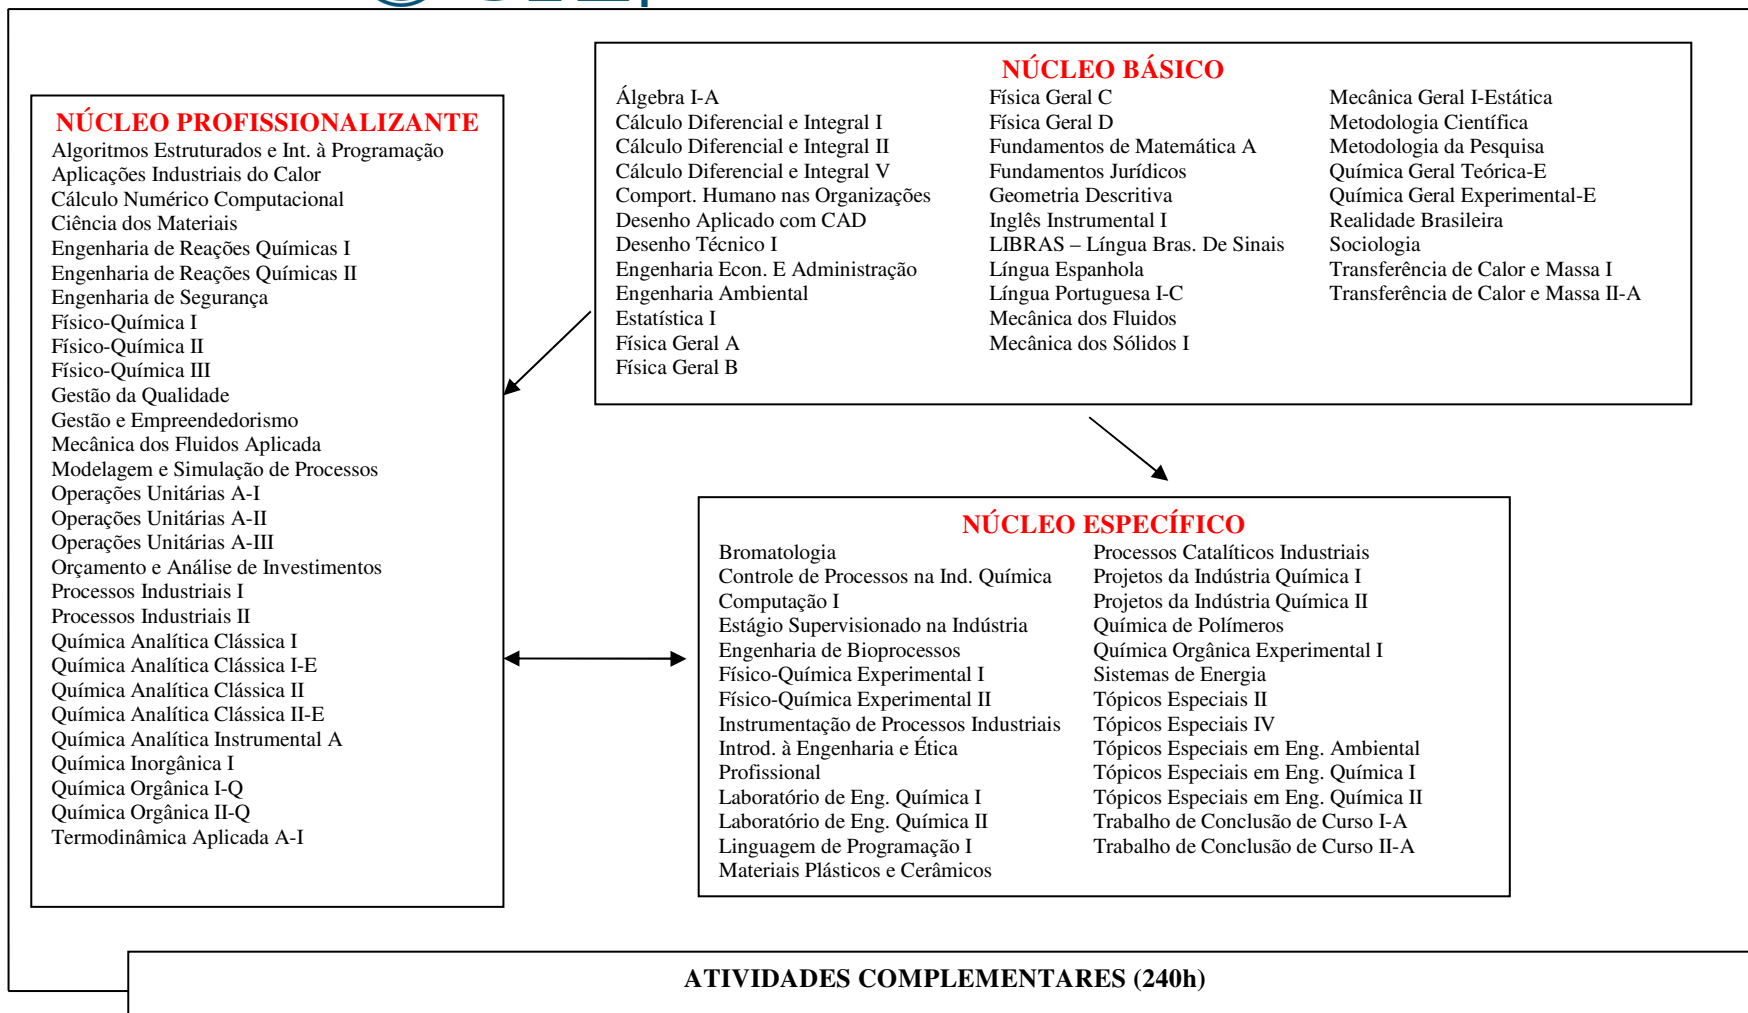 NÚCLEO BÁSICO
Álgebra I-A
Cálculo Diferencial e Integral I
Cálculo Diferencial e Integral II
Cálculo Diferencial e Integral V
Comport. Humano nas Organizações
Desenho Aplicado com CAD
Desenho Técnico I
Engenharia Econ. E Administração
Engenharia Ambiental
Estatística I
Física Geral A
Física Geral B
Física Geral C
Física Geral D
Fundamentos de Matemática A
Fundamentos Jurídicos
Geometria Descritiva
Inglês Instrumental I
LIBRAS – Língua Bras. De Sinais
Língua Espanhola
Língua Portuguesa I-C
Mecânica dos Fluidos
Mecânica dos Sólidos I
Mecânica Geral I-Estática
Metodologia Científica
Metodologia da Pesquisa
Química Geral Teórica-E
Química Geral Experimental-E
Realidade Brasileira
Sociologia
Transferência de Calor e Massa I
Transferência de Calor e Massa II-A
NÚCLEO PROFISSIONALIZANTE
Algoritmos Estruturados e Int. à Programação
Aplicações Industriais do Calor
Cálculo Numérico Computacional
Ciência dos Materiais
Engenharia de Reações Químicas I
Engenharia de Reações Químicas II
Engenharia de Segurança
Físico-Química I
Físico-Química II
Físico-Química III
Gestão da Qualidade
Gestão e Empreendedorismo
Mecânica dos Fluidos Aplicada
Modelagem e Simulação de Processos
Operações Unitárias A-I
Operações Unitárias A-II
Operações Unitárias A-III
Orçamento e Análise de Investimentos
Processos Industriais I
Processos Industriais II
Química Analítica Clássica I
Química Analítica Clássica I-E
Química Analítica Clássica II
Química Analítica Clássica II-E
Química Analítica Instrumental A
Química Inorgânica I
Química Orgânica I-Q
Química Orgânica II-Q
Termodinâmica Aplicada A-I
NÚCLEO ESPECÍFICO
Bromatologia
Controle de Processos na Ind. Química
Computação I
Estágio Supervisionado na Indústria
Engenharia de Bioprocessos
Físico-Química Experimental I
Físico-Química Experimental II
Instrumentação de Processos Industriais
Introd. à Engenharia e Ética
Profissional
Laboratório de Eng. Química I
Laboratório de Eng. Química II
Linguagem de Programação I
Materiais Plásticos e Cerâmicos
Processos Catalíticos Industriais
Projetos da Indústria Química I
Projetos da Indústria Química II
Química de Polímeros
Química Orgânica Experimental I
Sistemas de Energia
Tópicos Especiais II
Tópicos Especiais IV
Tópicos Especiais em Eng. Ambiental
Tópicos Especiais em Eng. Química I
Tópicos Especiais em Eng. Química II
Trabalho de Conclusão de Curso I-A
Trabalho de Conclusão de Curso II-A
ATIVIDADES COMPLEMENTARES (240h)